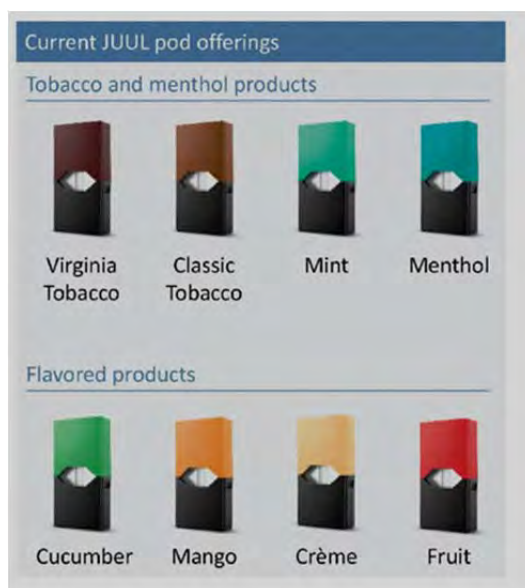 Current JUUL pod offerings
Tobacco and menthol products
Virginia
Tobacco
Classic
Tobacco
Mint
Menthol
Flavored products
Cucumber
Mango
Crème
Fruit